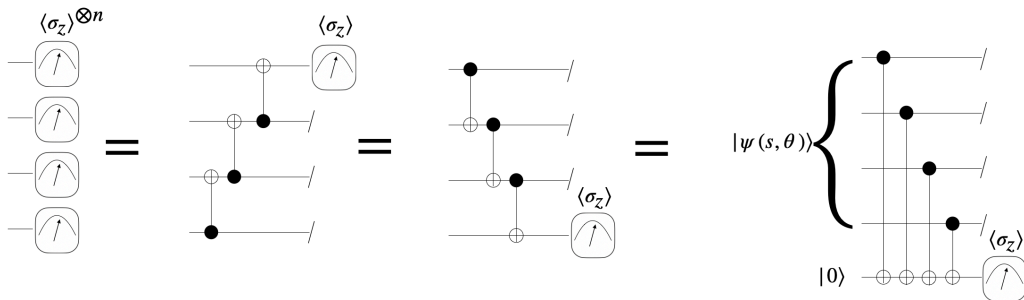 ⟨σz⟩⊗n
=
⟨σz⟩
=
⟨σz⟩
=
|ψ(s,θ)⟩
|0⟩
⟨σz⟩